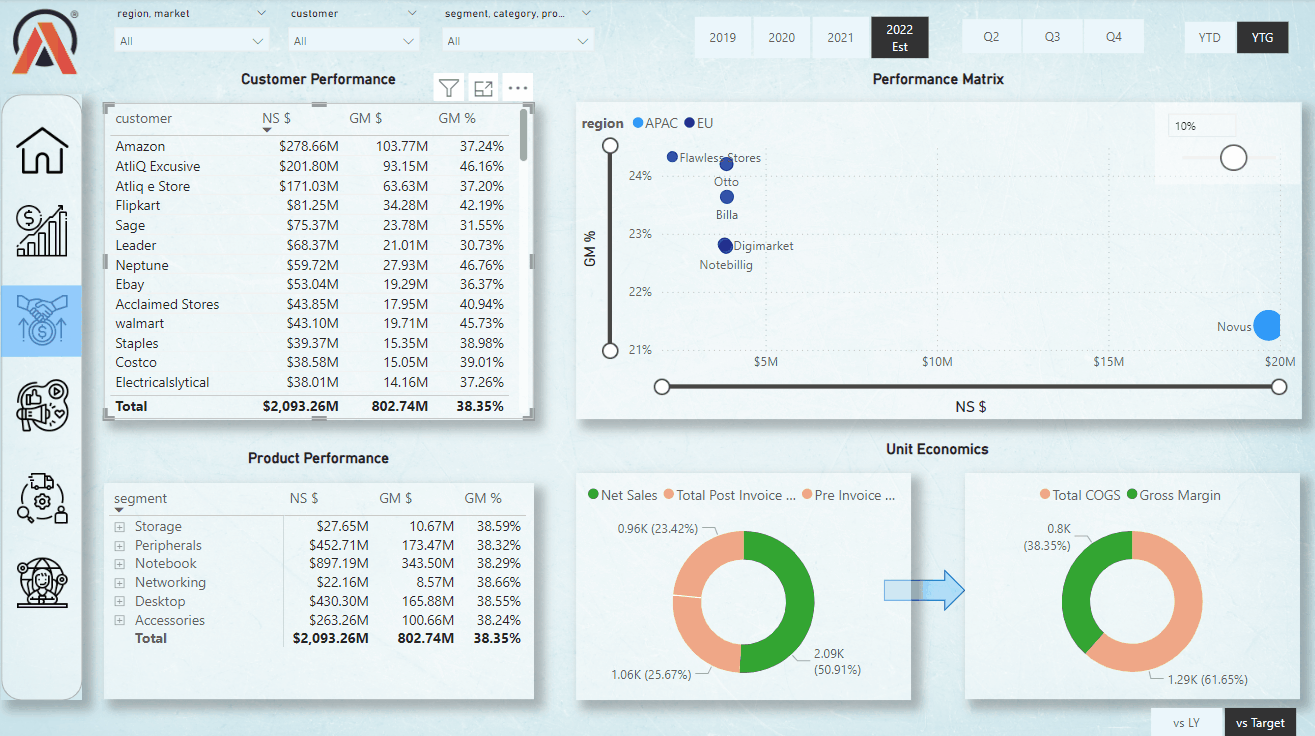 region, market customer segment, category, pro...
All All All
2019 2020 2021 2022 Est
Q2 Q3 Q4
YTD YTG
®
Customer Performance
customer NS $ GM $ GM %
Amazon $278.66M 103.77M 37.24%
AtliQ Excusive $201.80M 93.15M 46.16%
Atliq e Store $171.03M 63.63M 37.20%
Flipkart $81.25M 34.28M 42.19%
Sage $75.37M 23.78M 31.55%
Leader $68.37M 21.01M 30.73%
Neptune $59.72M 27.93M 46.76%
Ebay $53.04M 19.29M 36.37%
Acclaimed Stores $43.85M 17.95M 40.94%
walmart $43.10M 19.71M 45.73%
Staples $39.37M 15.35M 38.98%
Costco $38.58M 15.05M 39.01%
Electricalslytical $38.01M 14.16M 37.26%
Total $2,093.26M 802.74M 38.35%
Performance Matrix
region APAC EU
10%
Flawless Stores
24%
Otto
Billa
23%
Digimarket
Notebillig
22%
Novus
21%
GM %
$5M $10M $15M $20M
NS $
Product Performance
segment NS $ GM $ GM %
Storage $27.65M 10.67M 38.59%
Peripherals $452.71M 173.47M 38.32%
Notebook $897.19M 343.50M 38.29%
Networking $22.16M 8.57M 38.66%
Desktop $430.30M 165.88M 38.55%
Accessories $263.26M 100.66M 38.24%
Total $2,093.26M 802.74M 38.35%
Unit Economics
Net Sales Total Post Invoice ... Pre Invoice ...
0.96K (23.42%)
2.09K
(50.91%)
1.06K (25.67%)
Total COGS Gross Margin
0.8K
(38.35%)
1.29K (61.65%)
vs LY vs Target